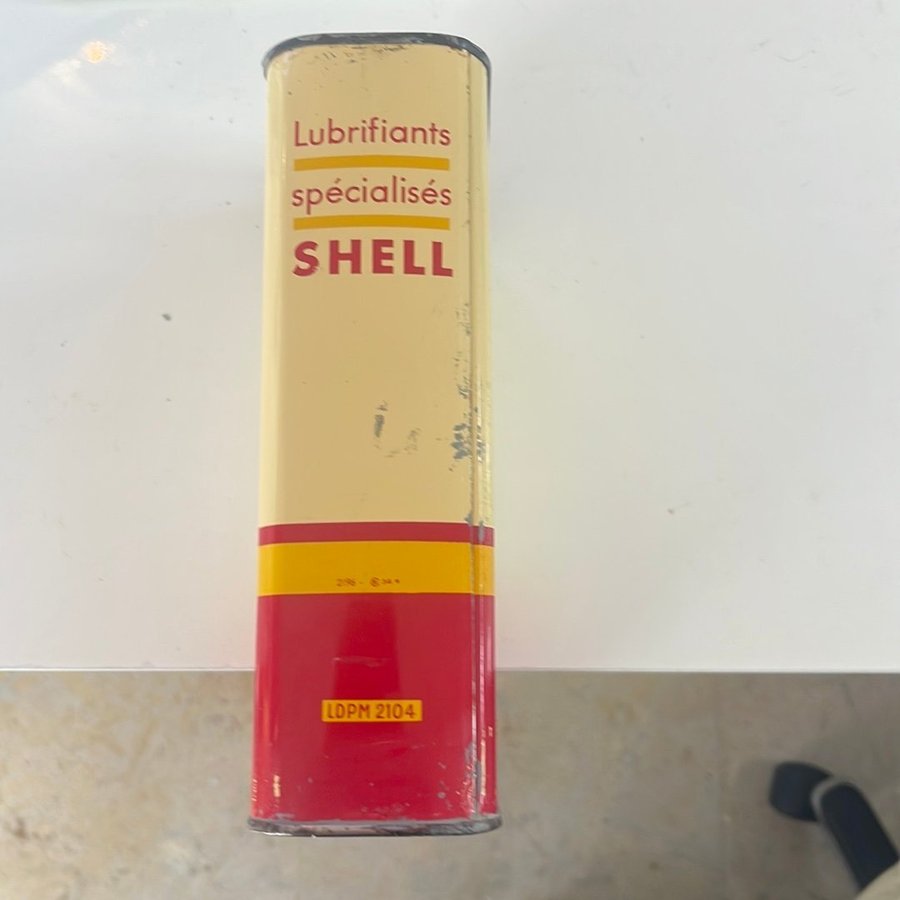 Lubrifiants
spécialisés
SHELL
LDPM 2104